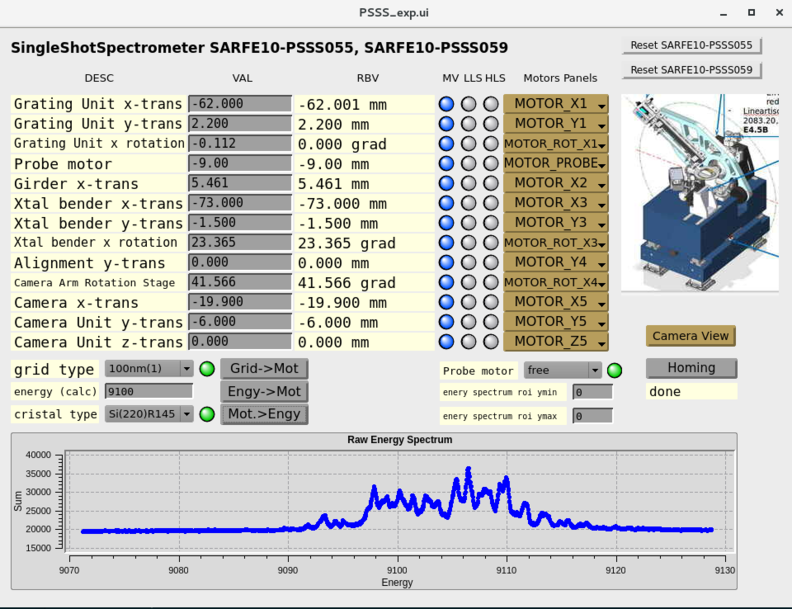 PSSS_exp.ui
SingleShotSpectrometer SARFE10-PSSS055, SARFE10-PSSS059
Reset SARFE10-PSSS055
Reset SARFE10-PSSS059
DESC VAL RBV MV LLS HLS Motors Panels
Grating Unit x-trans -62.000 -62.001 mm MOTOR_X1
Grating Unit y-trans 2.200 2.200 mm MOTOR_Y1
Grating Unit x rotation -0.112 0.000 grad MOTOR_ROT_X1
Probe motor -9.00 -9.00 mm MOTOR_PROBE
Girder x-trans 5.461 5.461 mm MOTOR_X2
Xtal bender x-trans -73.000 -73.000 mm MOTOR_X3
Xtal bender y-trans -1.500 -1.500 mm MOTOR_Y3
Xtal bender x rotation 23.365 23.365 grad MOTOR_ROT_X3
Alignment y-trans 0.000 0.000 mm MOTOR_Y4
Camera Arm Rotation Stage 41.566 41.566 grad MOTOR_ROT_X4
Camera x-trans -19.900 -19.900 mm MOTOR_X5
Camera Unit y-trans -6.000 -6.000 mm MOTOR_Y5
Camera Unit z-trans 0.000 0.000 mm MOTOR_Z5
red
Lineartisc
2083.20,
E4.5B
Camera View
grid type 100nm(1) Grid->Mot
energy (calc) 9100 Engy->Mot
cristal type Si(220)R145 Mot.->Engy
Probe motor free
enery spectrum roi ymin 0
enery spectrum roi ymax 0
Homing
done
Raw Energy Spectrum
Sum
40000
35000
30000
25000
20000
15000
9070 9080 9090 9100 9110 9120 9130
Energy